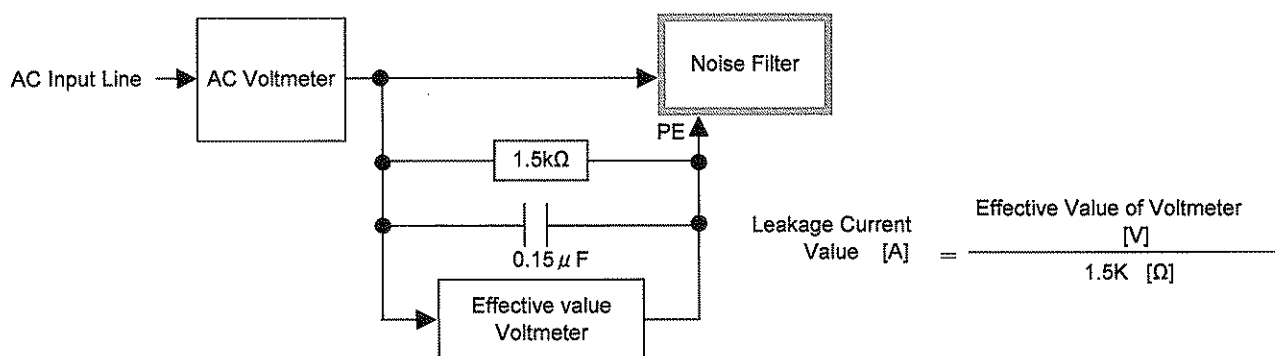 AC Input Line
AC Voltmeter
Noise Filter
PE
1.5kΩ
0.15μF
Effective value
Voltmeter
Leakage Current
Value [A]
=
Effective Value of Voltmeter
[V]
1.5K [Ω]